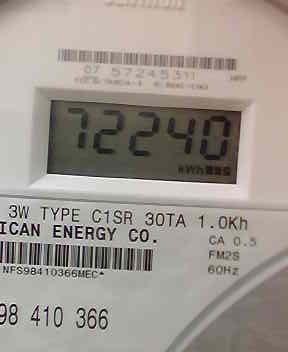 07 57245311
72240
kWh
3W TYPE C1SR 30TA 1.0Kh
ICAN ENERGY CO.
CA 0.5
FM2S
60Hz
NFS98410366MEC*
98 410 366